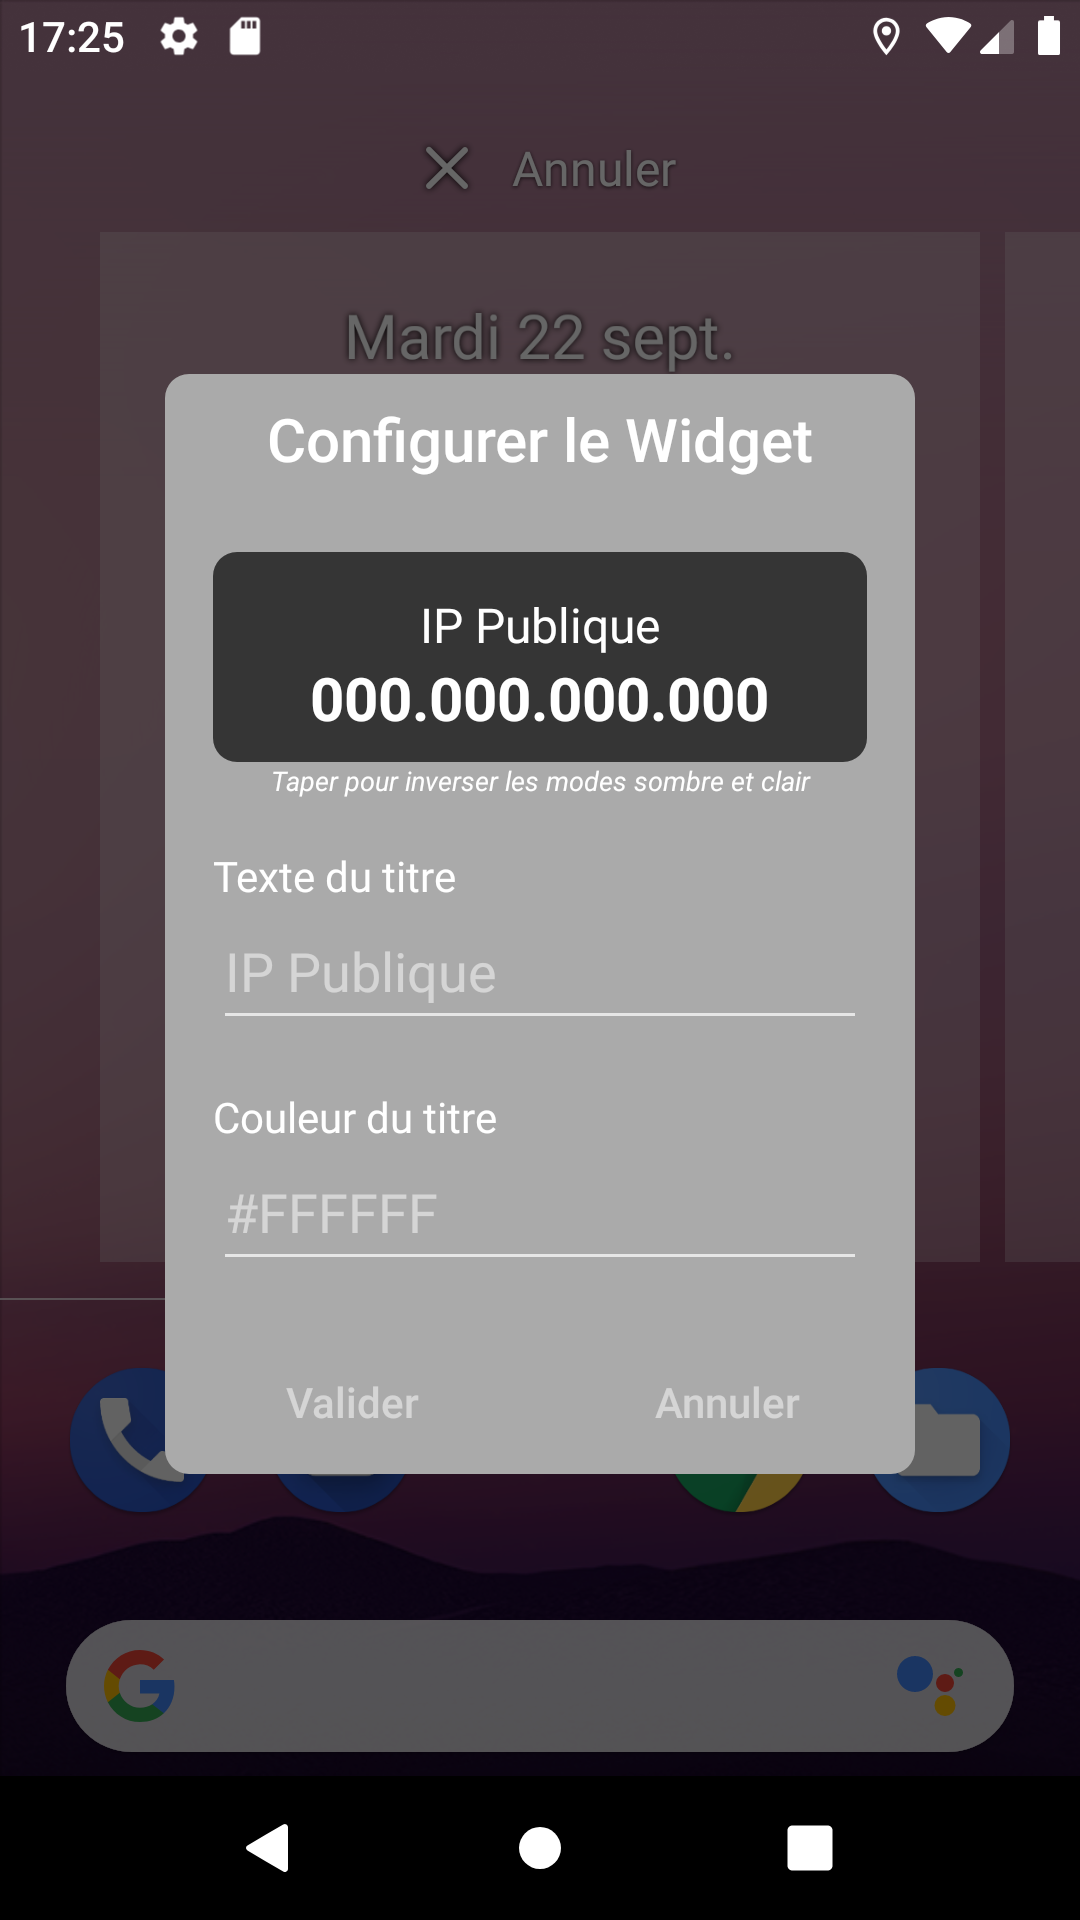 17:25
Annuler
Mardi 22 sept.
Configurer le Widget
IP Publique
000.000.000.000
Taper pour inverser les modes sombre et clair
Texte du titre
IP Publique
Couleur du titre
#FFFFFF
Valider Annuler